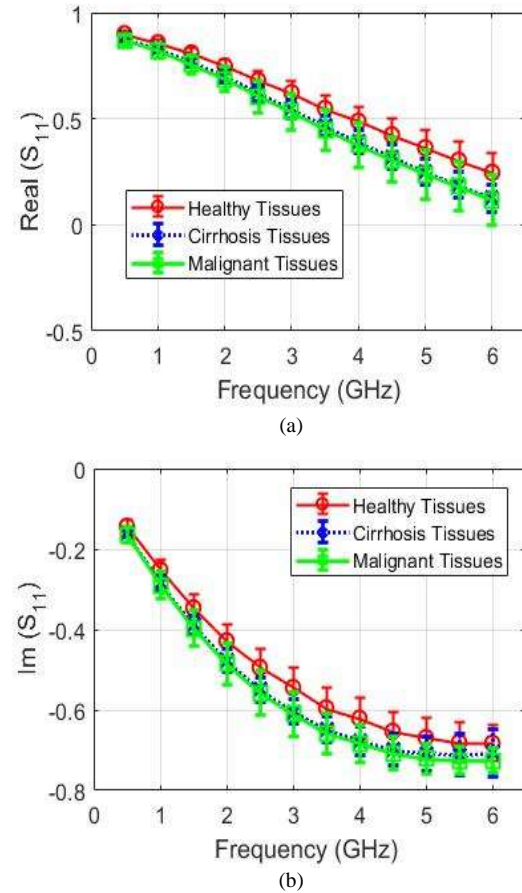 1
0.5
0
-0.5
Real (S11)
Healthy Tissues
Cirrhosis Tissues
Malignant Tissues
0 1 2 3 4 5 6
Frequency (GHz)
(a)
0
-0.2
-0.4
-0.6
-0.8
Im (S11)
Healthy Tissues
Cirrhosis Tissues
Malignant Tissues
0 1 2 3 4 5 6
Frequency (GHz)
(b)